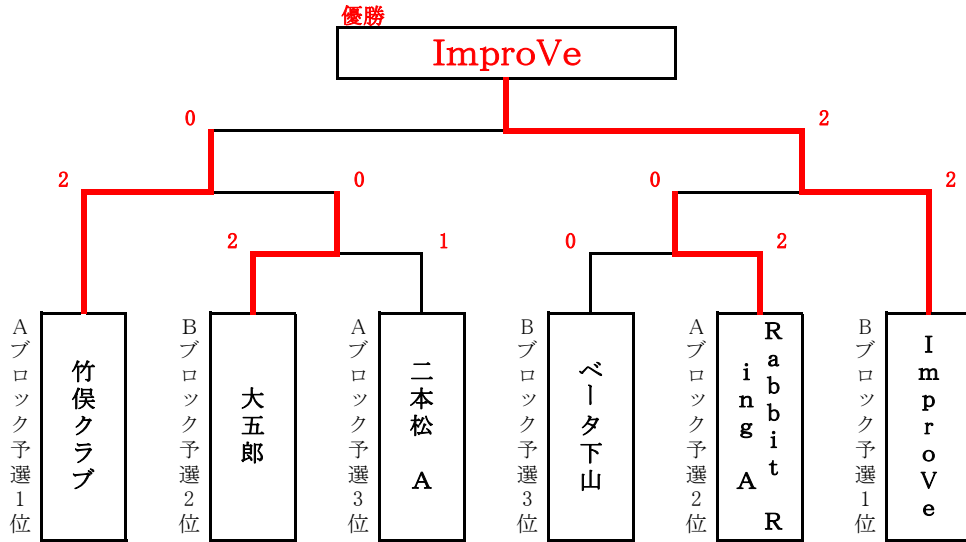 優勝
ImproVe
0
2
2
0
0
2
2
1
0
2
Aブロック予選1位
竹俣クラブ
Bブロック予選2位
大五郎
Aブロック予選3位
二本松 A
Bブロック予選3位
ベータ下山
Aブロック予選2位
Rabbit R
ing A
Bブロック予選1位
ImproVe